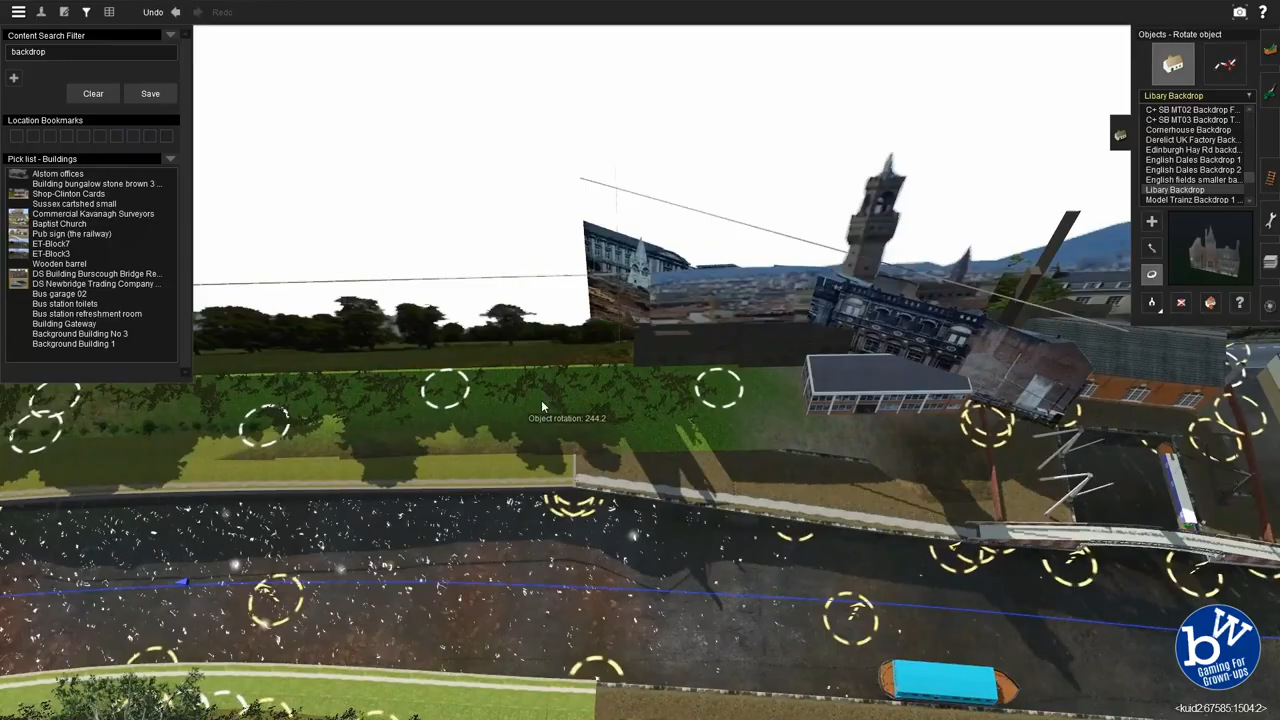 Undo
Redo
Content Search Filter
backdrop
Clear
Save
Location Bookmarks
Pick list - Buildings
Alstom offices
Building bungalow stone brown 3 ...
Shop-Clinton Cards
Sussex cartshed small
Commercial Kavanagh Surveyors
Baptist Church
Pub sign (the railway)
ET-Block7
ET-Block3
Wooden barrel
DS Building Burscough Bridge Re...
DS Newbridge Trading Company ...
Bus garage 02
Bus station toilets
Bus station refreshment room
Building Gateway
Background Building No 3
Background Building 1
Object rotation: 244.2
Objects - Rotate object
Libary Backdrop
C+ SB MT02 Backdrop F...
C+ SB MT03 Backdrop T...
Cornerhouse Backdrop
Derelict UK Factory Back...
Edinburgh Hay Rd backd...
English Dales Backdrop 1
English Dales Backdrop 2
English fields smaller ba...
Libary Backdrop
Model Trainz Backdrop 1 ...
bW
Gaming For
Grown-ups
<kuid2:67585:1504:2>